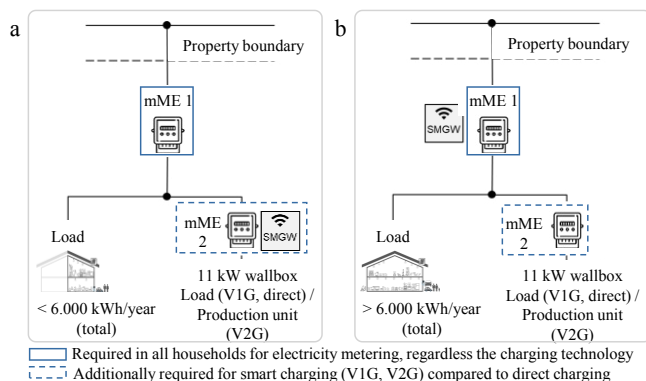 a
Property boundary
mME 1
SMGW
Load
mME
2
SMGW
< 6.000 kWh/year
(total)
11 kW wallbox
Load (V1G, direct) /
Production unit
(V2G)
b
Property boundary
mME 1
SMGW
Load
mME
2
> 6.000 kWh/year
(total)
11 kW wallbox
Load (V1G, direct) /
Production unit
(V2G)
Required in all households for electricity metering, regardless the charging technology
Additionally required for smart charging (V1G, V2G) compared to direct charging